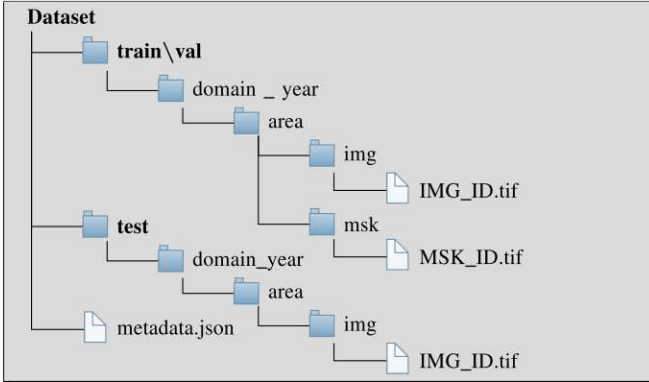 Dataset
train\val
domain _ year
area
img
IMG_ID.tif
msk
MSK_ID.tif
test
domain_year
area
metadata.json
img
IMG_ID.tif